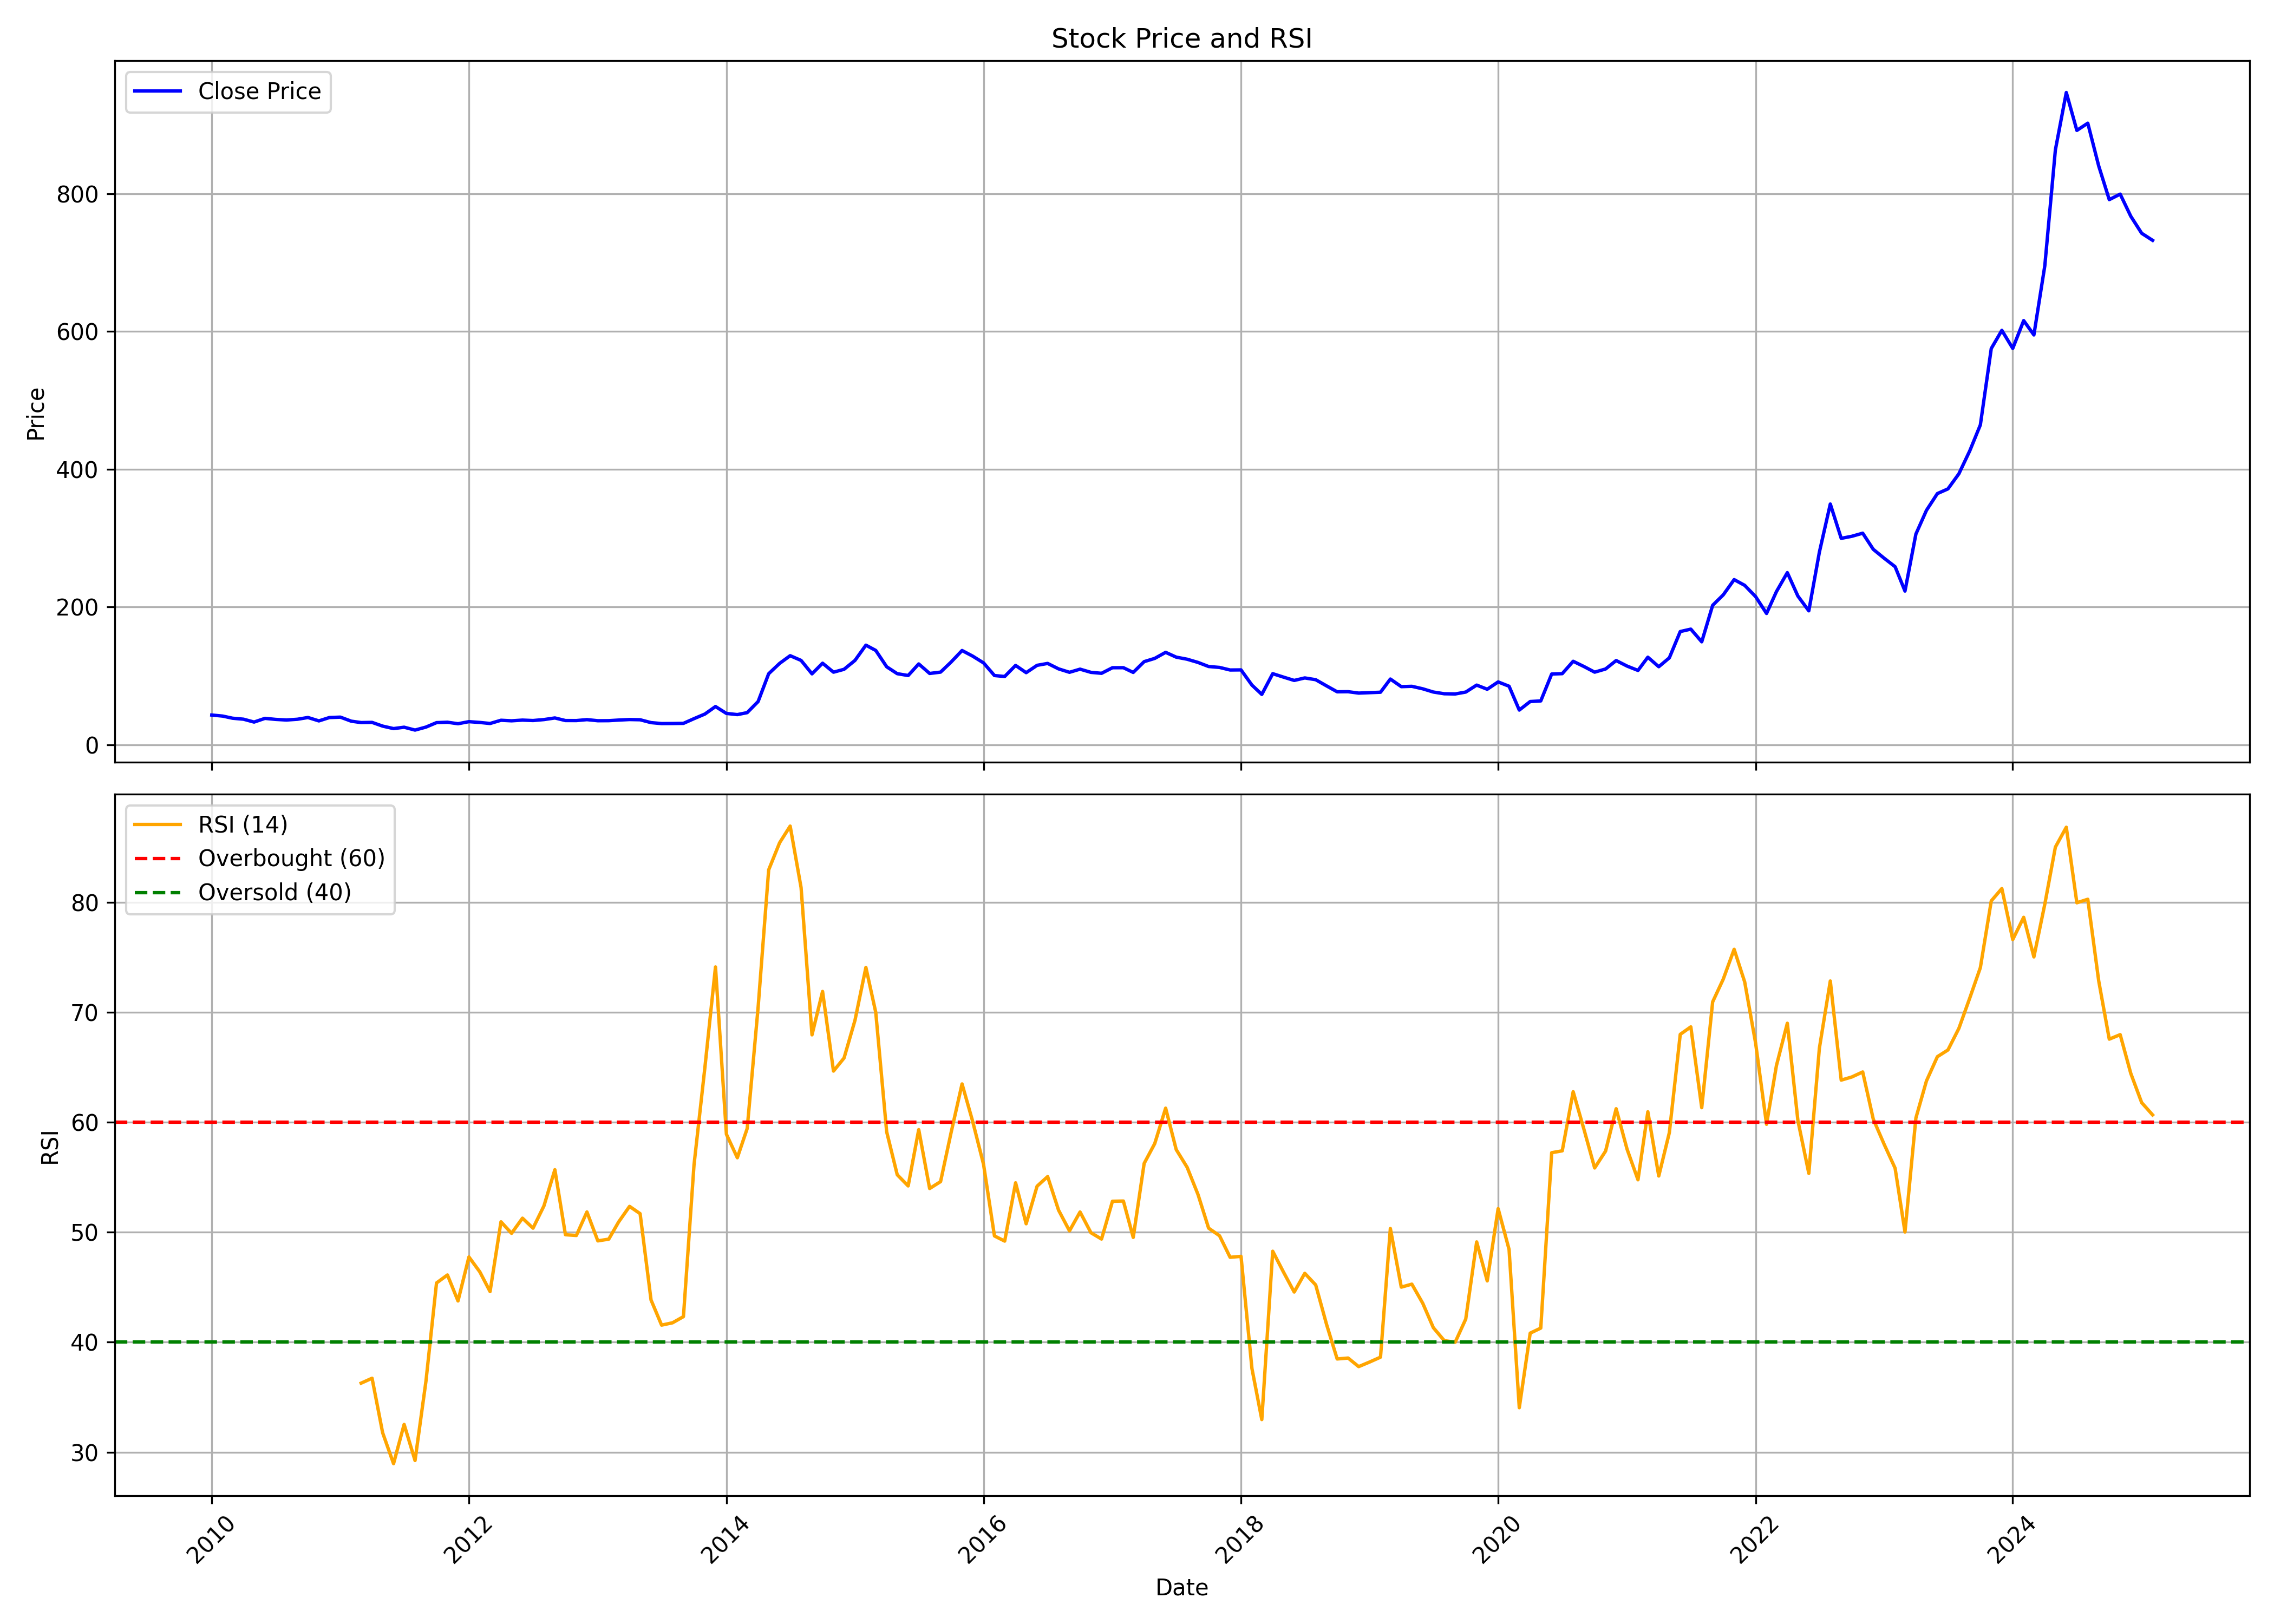 Stock Price and RSI
Close Price
800
600
400
200
0
Price
RSI (14)
Overbought (60)
Oversold (40)
80
70
60
50
40
30
RSI
2010
2012
2014
2016
2018
2020
2022
2024
Date